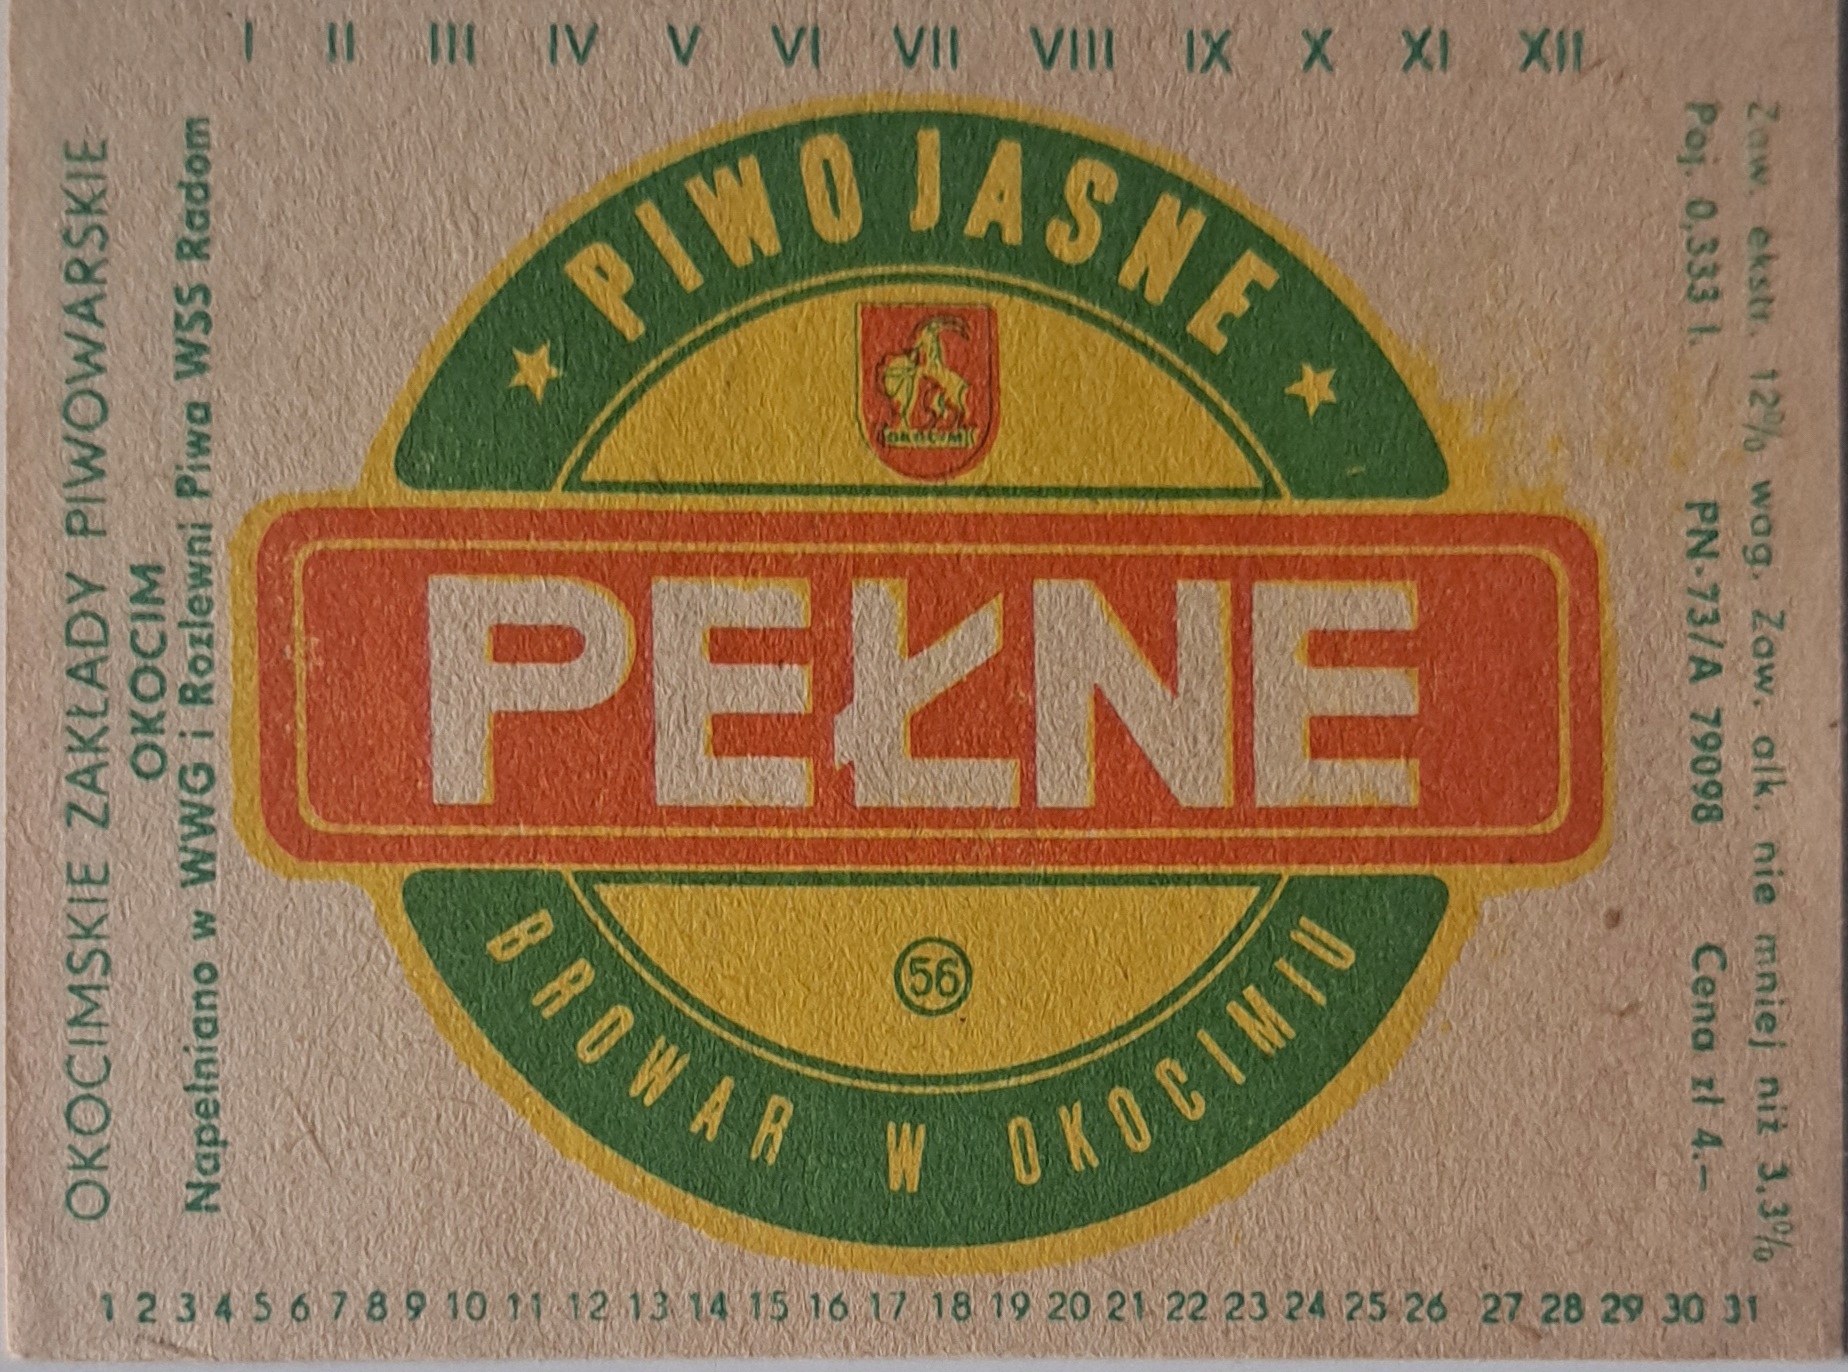 I II III IV V VI VII VIII IX X XI XII
OKOCIMSKIE ZAKŁADY PIWOWARSKIE
OKOCIM
Napełniano w WWG i Rozlewni Piwa WSS Radom
PIWO JASNE
OKOCIM
PEŁNE
56
BROWAR W OKOCIMIU
Zaw. ekstr. 12% wag. Zaw. alk. nie mniej niż 3,3%
Poj. 0,333 l. PN-73/A 79098 Cena zł 4.—
1 2 3 4 5 6 7 8 9 10 11 12 13 14 15 16 17 18 19 20 21 22 23 24 25 26 27 28 29 30 31